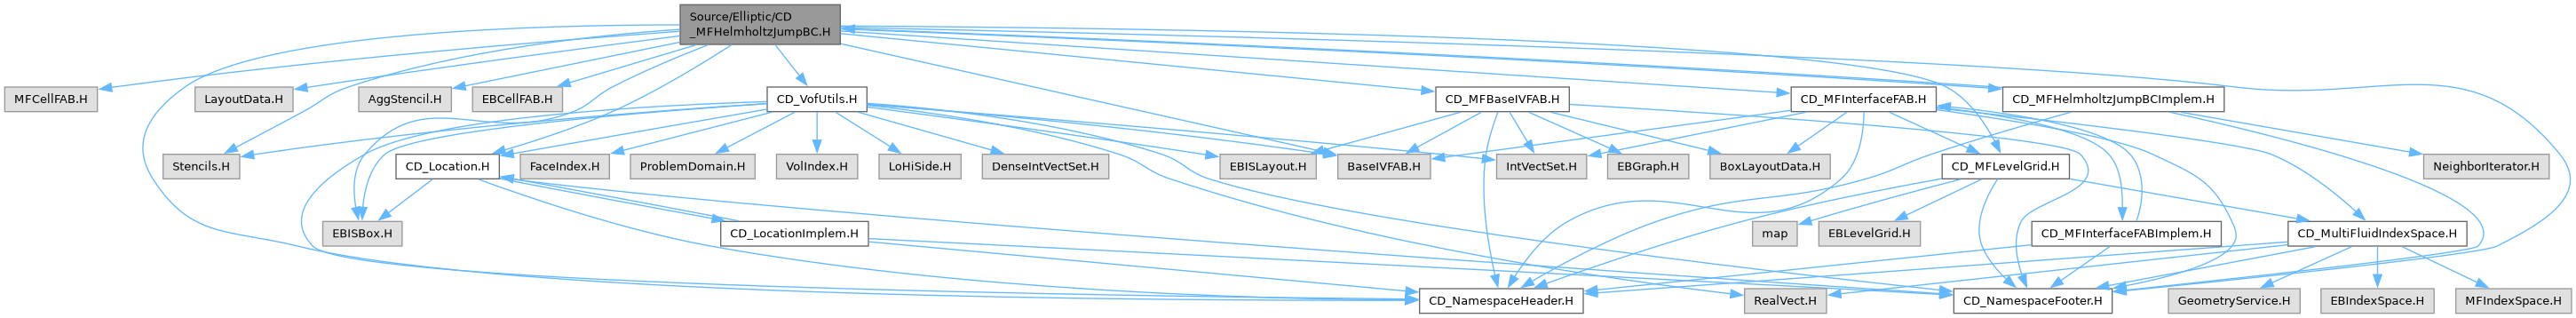 Source/Elliptic/CD
_MFHelmholtzJumpBC.H
MFCellFAB.H
LayoutData.H
AggStencil.H
EBCellFAB.H
CD_VofUtils.H
CD_MFBaseIVFAB.H
CD_MFInterfaceFAB.H
CD_MFHelmholtzJumpBCImplem.H
Stencils.H
CD_Location.H
FaceIndex.H
ProblemDomain.H
VolIndex.H
LoHiSide.H
DenseIntVectSet.H
EBISLayout.H
BaseIVFAB.H
IntVectSet.H
EBGraph.H
BoxLayoutData.H
CD_MFLevelGrid.H
NeighborIterator.H
EBISBox.H
CD_LocationImplem.H
map
EBLevelGrid.H
CD_MFInterfaceFABImplem.H
CD_MultiFluidIndexSpace.H
CD_NamespaceHeader.H
RealVect.H
CD_NamespaceFooter.H
GeometryService.H
EBIndexSpace.H
MFIndexSpace.H